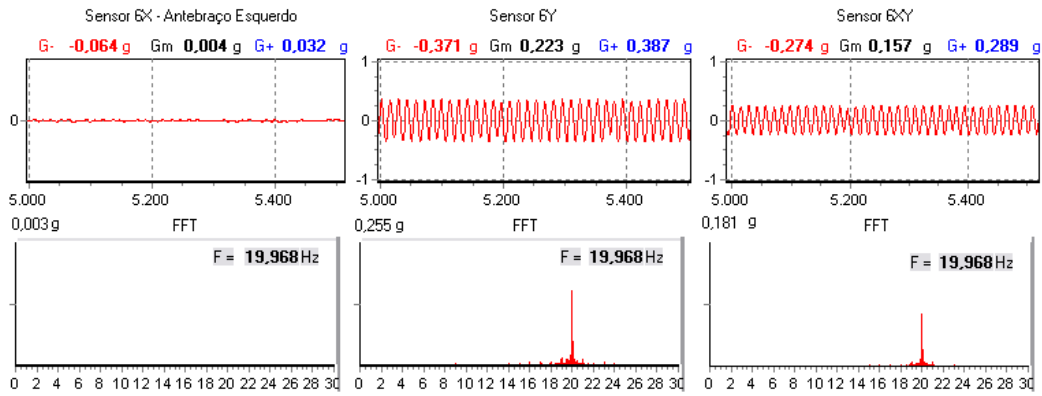 Sensor 6X - Antebraço Esquerdo
G- -0,064 g Gm 0,004 g G+ 0,032 g
0
5.000 5.200 5.400
0,003 g FFT
F = 19,968 Hz
0 2 4 6 8 10 12 14 16 18 20 22 24 26 28 30
Sensor 6Y
G- -0,371 g Gm 0,223 g G+ 0,387 g
1
0
-1
5.000 5.200 5.400
0,255 g FFT
F = 19,968 Hz
0 2 4 6 8 10 12 14 16 18 20 22 24 26 28 30
Sensor 6XY
G- -0,274 g Gm 0,157 g G+ 0,289 g
1
0
-1
5.000 5.200 5.400
0,181 g FFT
F = 19,968 Hz
0 2 4 6 8 10 12 14 16 18 20 22 24 26 28 30